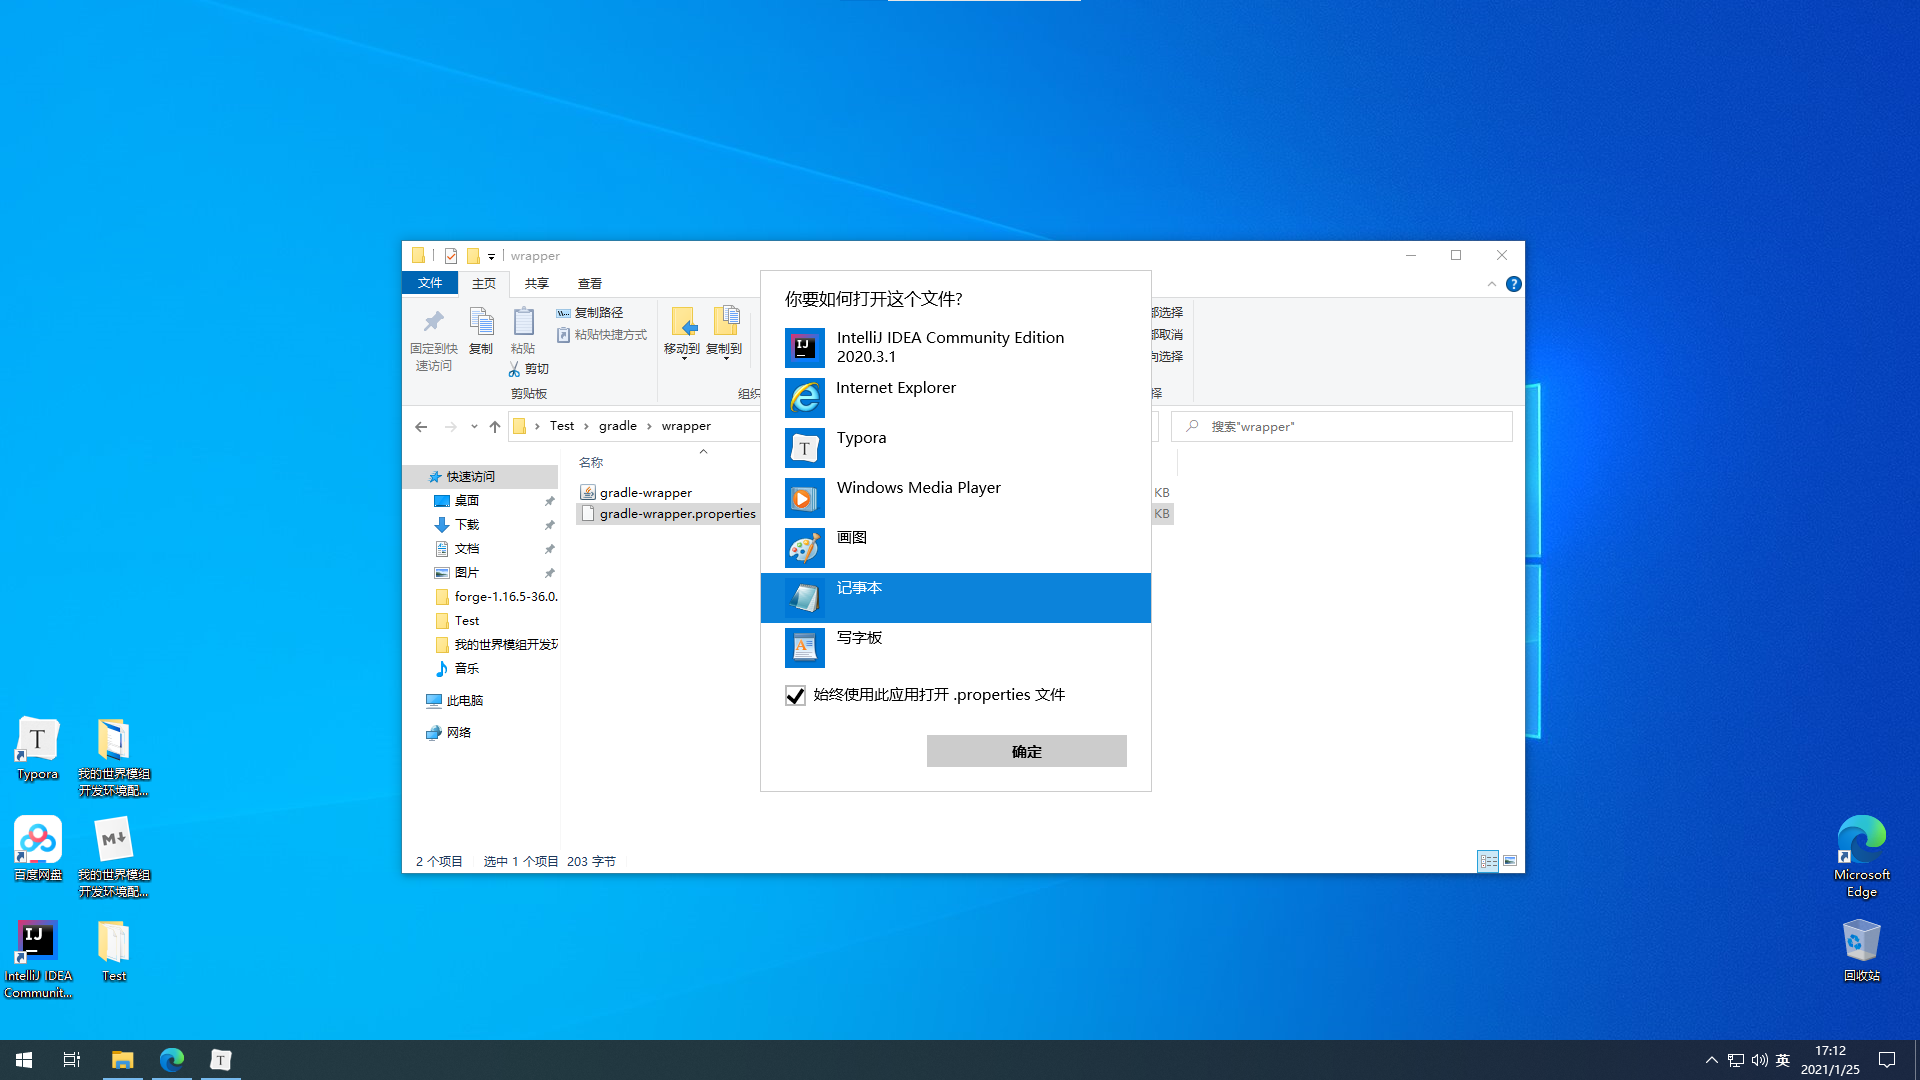 wrapper
文件
主页
共享
查看
固定到快
速访问
复制
粘贴
复制路径
粘贴快捷方式
剪切
剪贴板
移动到
复制到
组织
部选择
部取消
向选择
择
Test
gradle
wrapper
搜索"wrapper"
快速访问
桌面
下载
文档
图片
forge-1.16.5-36.0.
Test
我的世界模组开发环
音乐
此电脑
网络
名称
gradle-wrapper
KB
gradle-wrapper.properties
KB
你要如何打开这个文件?
IntelliJ IDEA Community Edition
2020.3.1
Internet Explorer
Typora
Windows Media Player
画图
记事本
写字板
始终使用此应用打开 .properties 文件
确定
2 个项目
选中 1 个项目 203 字节
Typora
我的世界模组
开发环境配...
百度网盘
我的世界模组
开发环境配...
IntelliJ IDEA
Communit...
Test
Microsoft
Edge
回收站
英
17:12
2021/1/25